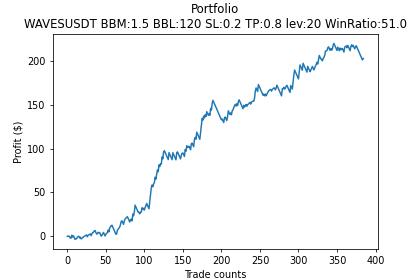 Portfolio
WAVESUSDT BBM:1.5 BBL:120 SL:0.2 TP:0.8 lev:20 WinRatio:51.0
200
150
100
50
0
Profit ($)
0 50 100 150 200 250 300 350 400
Trade counts